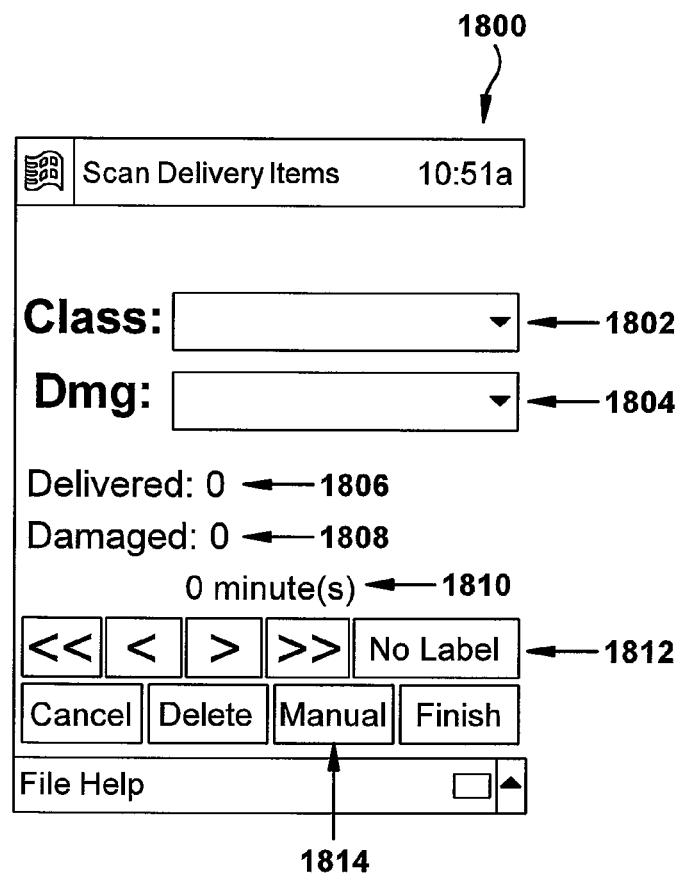 1800
Scan Delivery Items 10:51a
Class: 1802
Dmg: 1804
Delivered: 0 1806
Damaged: 0 1808
0 minute(s) 1810
<< < > >> No Label 1812
Cancel Delete Manual Finish
File Help
1814